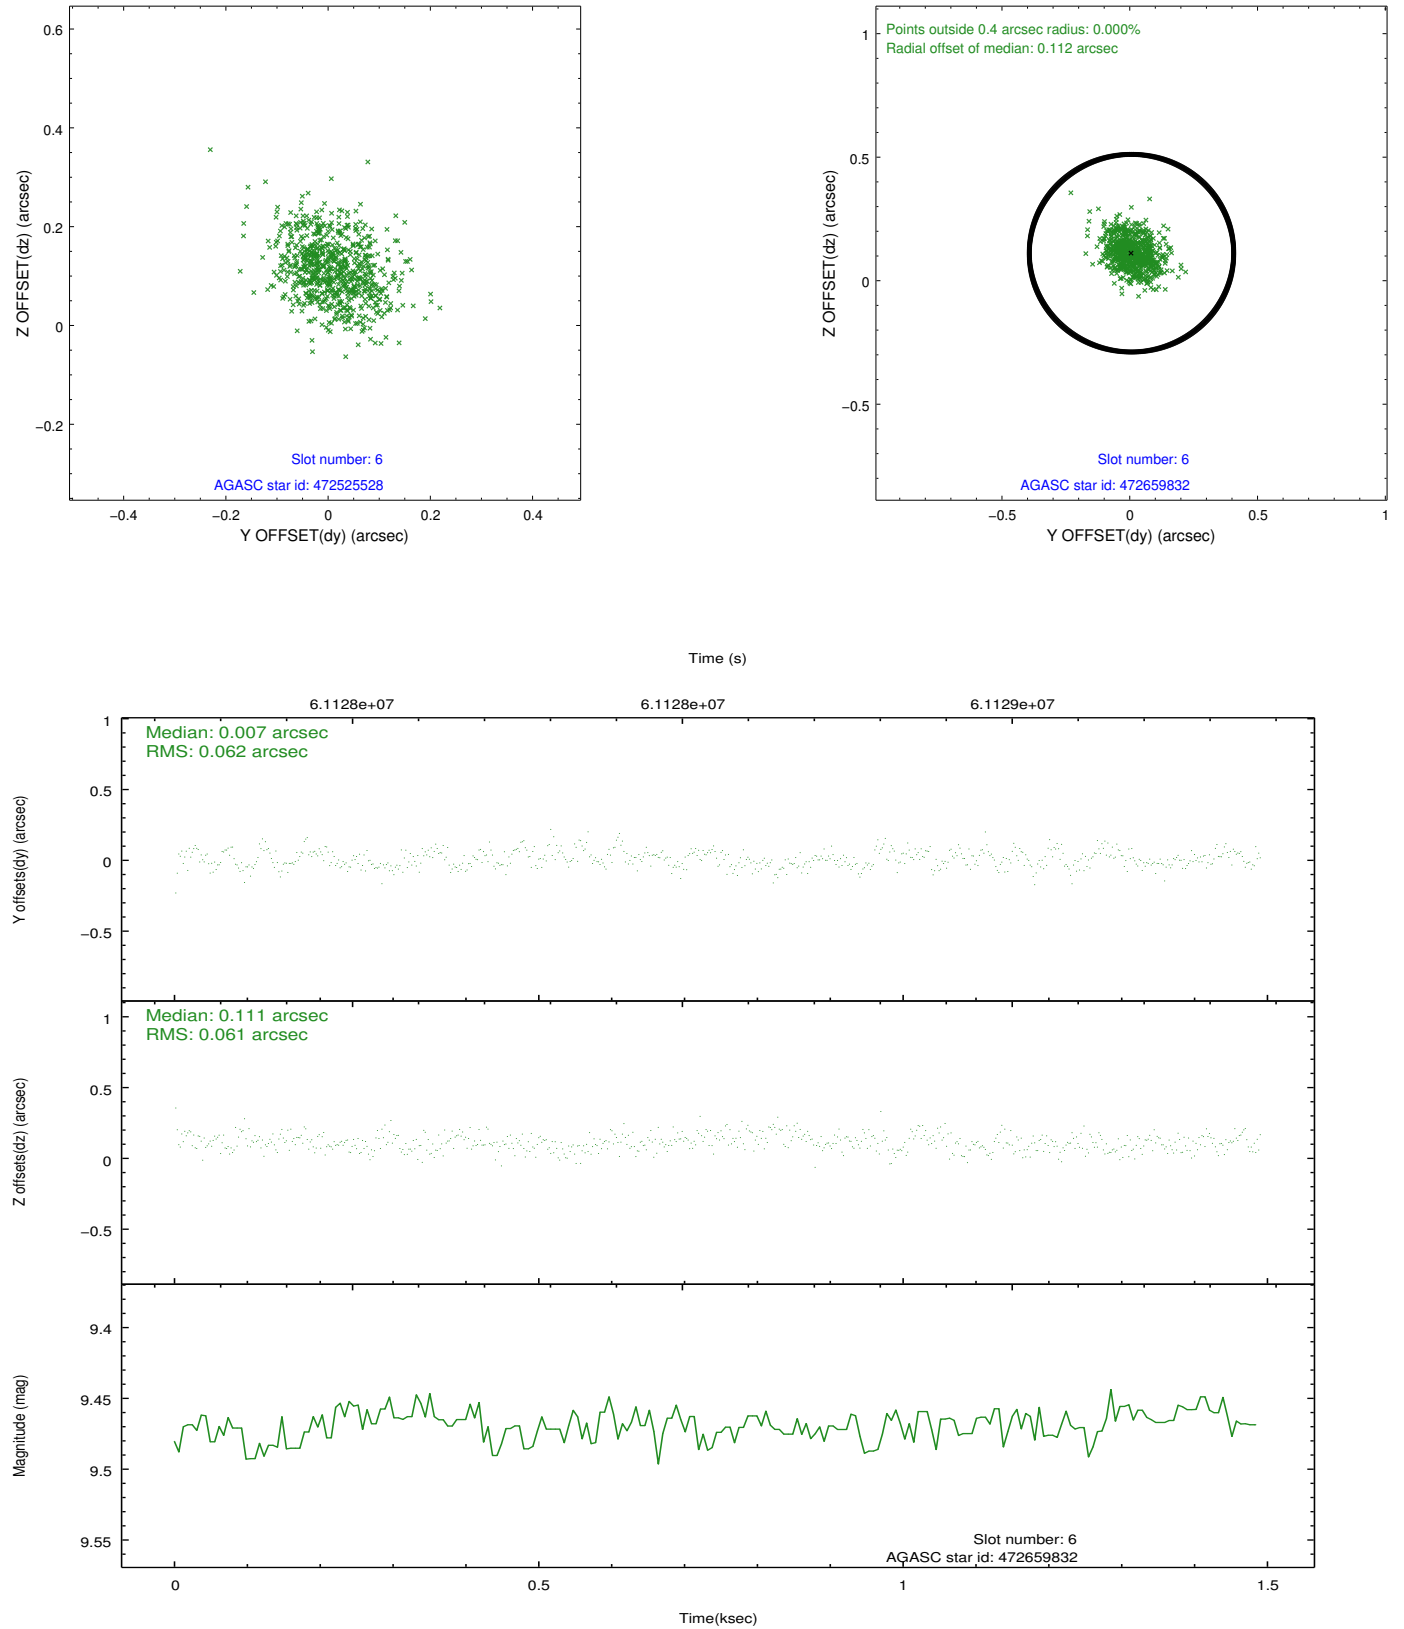 0.6
0.4
0.2
0
−0.2
Z OFFSET(dz) (arcsec)
Slot number: 6
AGASC star id: 472525528
−0.4 −0.2 0 0.2 0.4
Y OFFSET(dy) (arcsec)
Points outside 0.4 arcsec radius: 0.000%
Radial offset of median: 0.112 arcsec
1
0.5
0
−0.5
Z OFFSET(dz) (arcsec)
Slot number: 6
AGASC star id: 472659832
−0.5 0 0.5 1
Y OFFSET(dy) (arcsec)
Time (s)
6.1128e+07 6.1128e+07 6.1129e+07
Median: 0.007 arcsec
RMS: 0.062 arcsec
1
0.5
0
−0.5
Y offsets(dy) (arcsec)
Median: 0.111 arcsec
RMS: 0.061 arcsec
1
0.5
0
−0.5
Z offsets(dz) (arcsec)
9.4
9.45
9.5
9.55
Magnitude (mag)
Slot number: 6
AGASC star id: 472659832
0 0.5 1 1.5
Time(ksec)